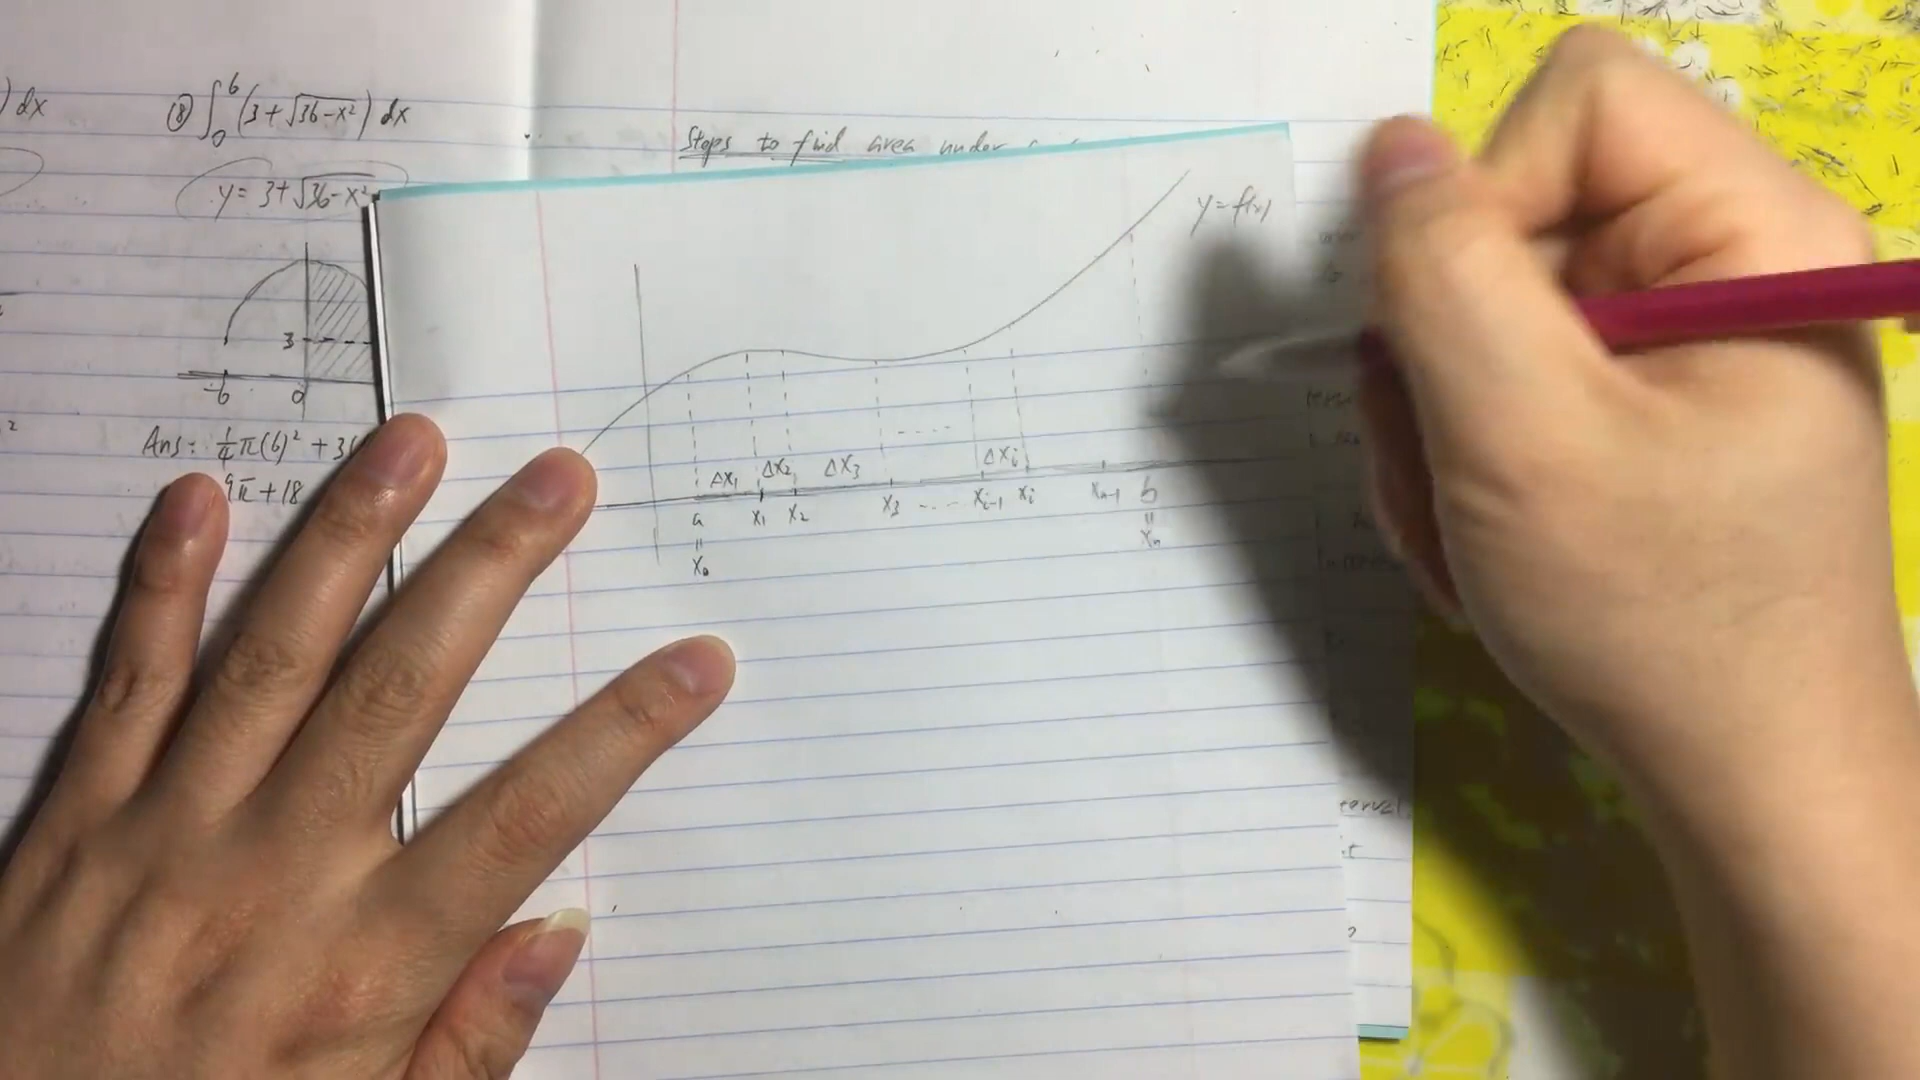 ) dx
⑧ ∫₀⁶ (3+√36-x²) dx
y = 3+√36-x²
3
-6 0
Ans: ¼π(6)² + 3
9π+18
Steps to find area under
y=f(x)
Δx₁ Δx₂ Δx₃ ---- Δxᵢ
a x₁ x₂ x₃ ---- xᵢ₋₁ xᵢ xₙ₋₁ b
= =
x₀ xₙ